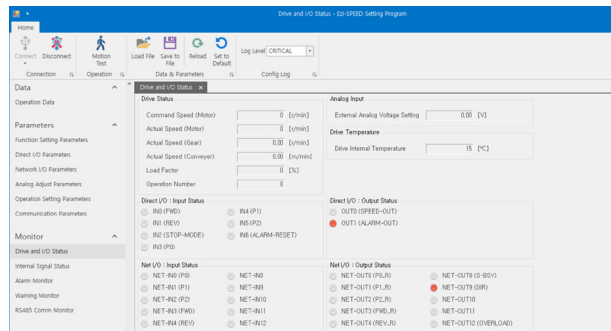 Drive and I/O Status - Ezi-SPEED Setting Program
Home
Connect Disconnect Motion Test Load File Save to File Reload Set to Default Log Level CRITICAL
Connection Operation Data & Parameters Config Log
Data
Operation Data
Parameters
Function Setting Parameters
Direct I/O Parameters
Network I/O Parameters
Analog Adjust Parameters
Operation Setting Parameters
Communication Parameters
Monitor
Drive and I/O Status
Internal Signal Status
Alarm Monitor
Warning Monitor
RS485 Comm Monitor
Drive and I/O Status ×
Drive Status
Command Speed (Motor) 0 [r/min]
Actual Speed (Motor) 0 [r/min]
Actual Speed (Gear) 0.00 [r/min]
Actual Speed (Conveyer) 0.00 [m/min]
Load Factor 0 [%]
Operation Number 0
Analog Input
External Analog Voltage Setting 0.00 [V]
Drive Temperature
Drive Internal Temperature 15 [°C]
Direct I/O : Input Status
IN0 (FWD) IN4 (P1)
IN1 (REV) IN5 (P2)
IN2 (STOP-MODE) IN6 (ALARM-RESET)
IN3 (P0)
Direct I/O : Output Status
OUT0 (SPEED-OUT)
OUT1 (ALARM-OUT)
Net I/O : Input Status
NET-IN0 (P0) NET-IN8
NET-IN1 (P1) NET-IN9
NET-IN2 (P2) NET-IN10
NET-IN3 (FWD) NET-IN11
NET-IN4 (REV) NET-IN12
Net I/O : Output Status
NET-OUT0 (P0_R) NET-OUT8 (S-BSY)
NET-OUT1 (P1_R) NET-OUT9 (DIR)
NET-OUT2 (P2_R) NET-OUT10
NET-OUT3 (FWD_R) NET-OUT11
NET-OUT4 (REV_R) NET-OUT12 (OVERLOAD)